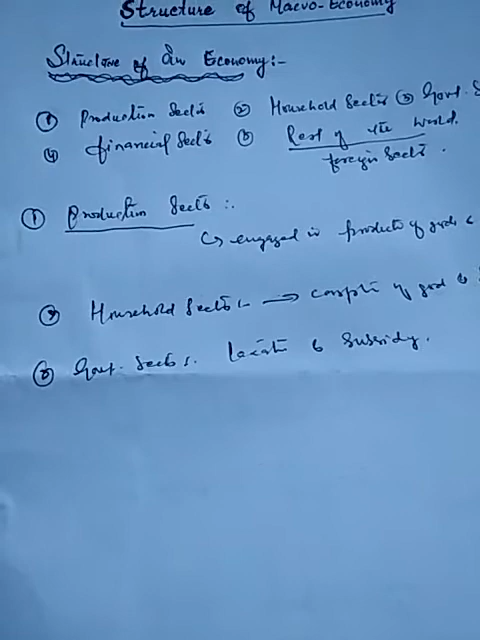 Structure of Macro-Economy
Structure of an Economy:-
① Production Sector ② Household Sector ③ Govt. S
④ financial Sector ⑤ Rest of the World.
foreign Sector.
① Production Sector :-
↳ engaged in production of goods &
② Household Sector :- → consumption of good &
③ Govt. Sector :- & Subsidy.